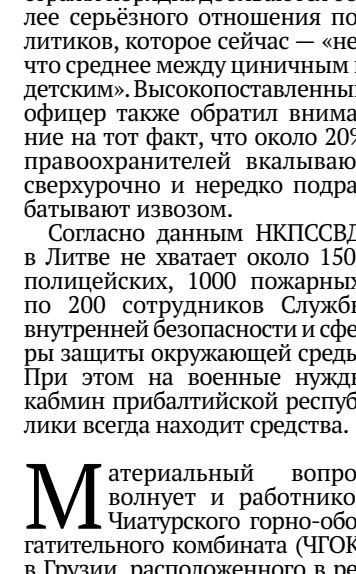 лее серьёзного отношения по
литиков, которое сейчас — «не
что среднее между циничным
детским». Высокопоставленны
офицер также обратил внима
ние на тот факт, что около 20%
правоохранителей вкалываю
сверхурочно и нередко подра
батывают извозом.
Согласно данным НКПССВД
в Литве не хватает около 150
полицейских, 1000 пожарных
по 200 сотрудников Служб
внутренней безопасности и сфе
ры защиты окружающей среды
При этом на военные нужды
кабмин прибалтийской респуб
лики всегда находит средства.
Материальный вопро
волнует и работнико
Чиатурского горно-обо
гатительного комбината (ЧГОК
в Грузии, расположенного в ре